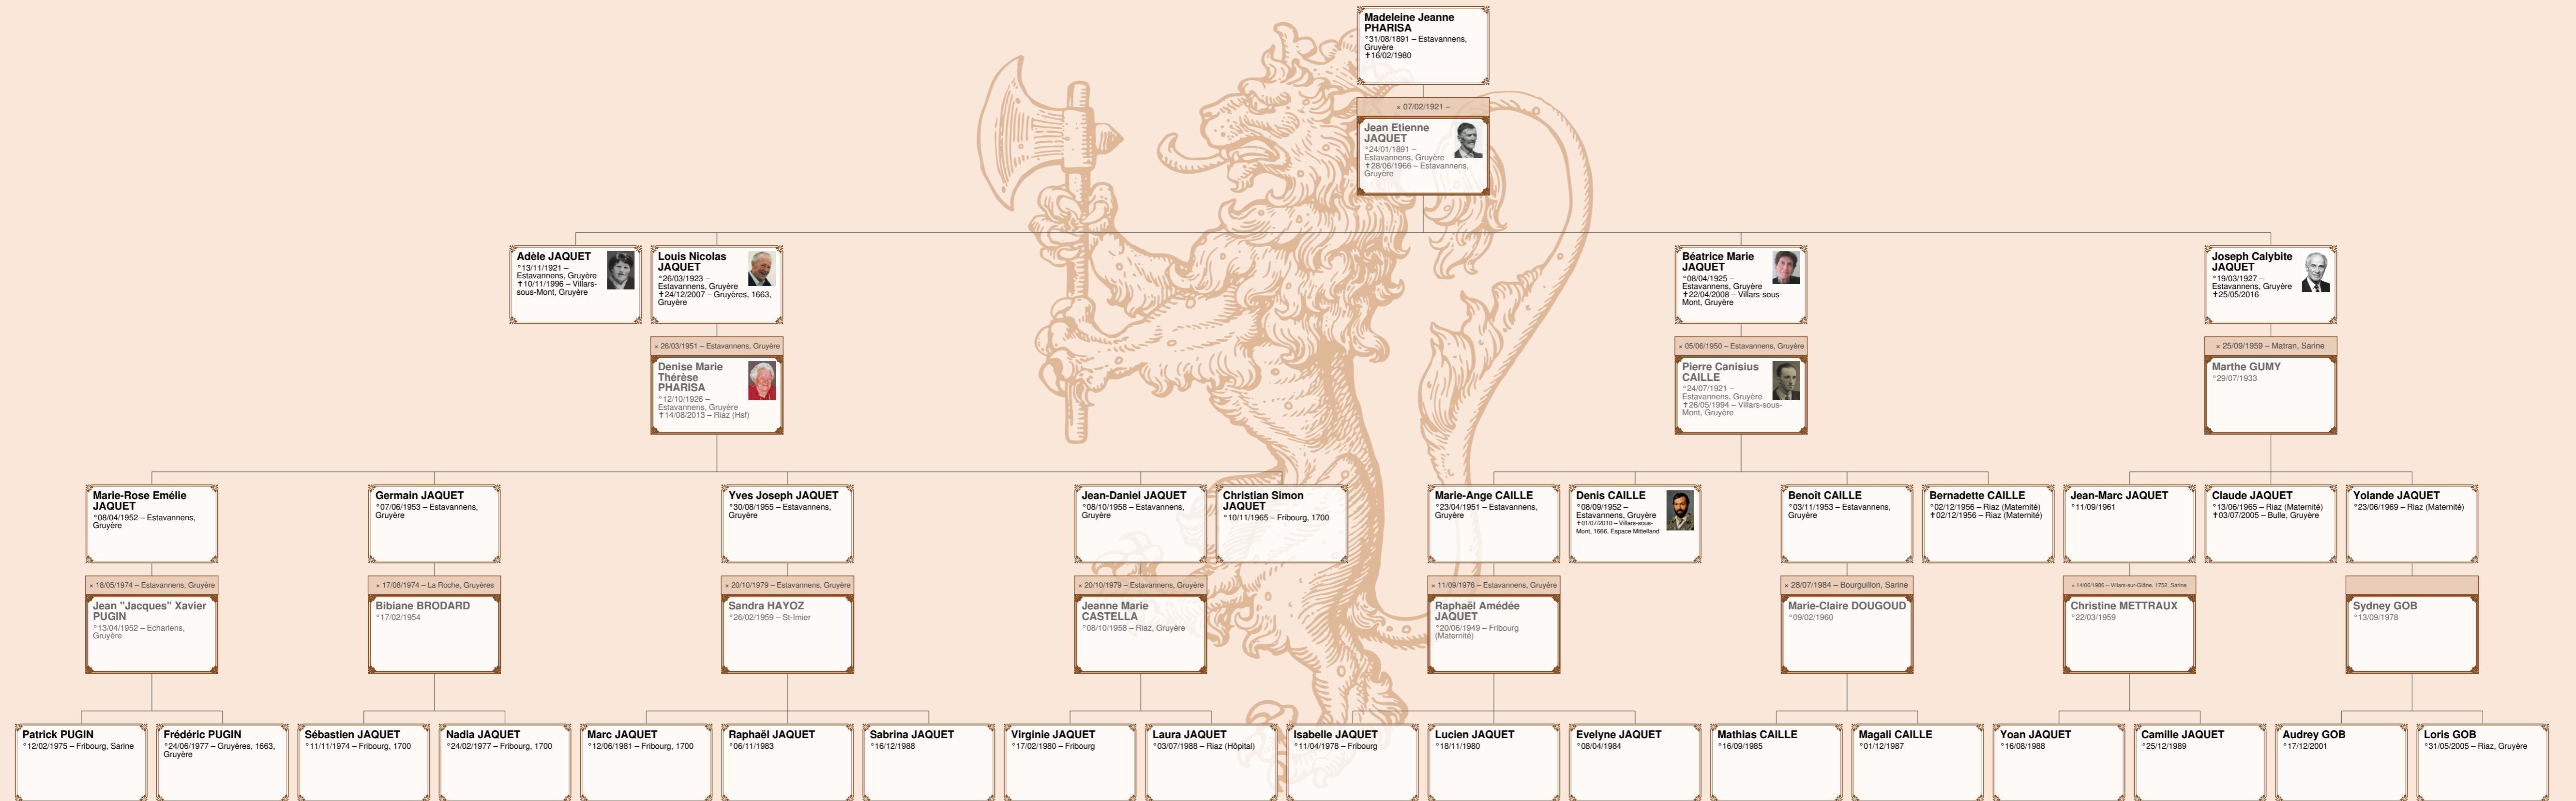 Madeleine Jeanne
PHARISA
°31/08/1891 – Estavannens,
Gruyère
✝16/02/1980
× 07/02/1921 –
Jean Etienne
JAQUET
°24/01/1891 –
Estavannens, Gruyère
✝28/06/1966 – Estavannens,
Gruyère
Adèle JAQUET
°13/11/1921 –
Estavannens, Gruyère
✝10/11/1996 – Villars-
sous-Mont, Gruyère
Louis Nicolas
JAQUET
°26/03/1923 –
Estavannens, Gruyère
✝24/12/2007 – Gruyères, 1663,
Gruyère
Béatrice Marie
JAQUET
°08/04/1925 –
Estavannens, Gruyère
✝22/04/2008 – Villars-sous-
Mont, Gruyère
Joseph Calybite
JAQUET
°19/03/1927 –
Estavannens, Gruyère
✝25/05/2016
× 26/03/1951 – Estavannens, Gruyère
Denise Marie
Thérèse
PHARISA
°12/10/1926 –
Estavannens, Gruyère
✝14/08/2013 – Riaz (Hsf)
× 05/06/1950 – Estavannens, Gruyère
Pierre Canisius
CAILLE
°24/07/1921 –
Estavannens, Gruyère
✝26/05/1994 – Villars-sous-
Mont, Gruyère
× 25/09/1959 – Matran, Sarine
Marthe GUMY
°29/07/1933
Marie-Rose Emélie
JAQUET
°08/04/1952 – Estavannens,
Gruyère
Germain JAQUET
°07/06/1953 – Estavannens,
Gruyère
Yves Joseph JAQUET
°30/08/1955 – Estavannens,
Gruyère
Jean-Daniel JAQUET
°08/10/1958 – Estavannens,
Gruyère
Christian Simon
JAQUET
°10/11/1965 – Fribourg, 1700
Marie-Ange CAILLE
°23/04/1951 – Estavannens,
Gruyère
Denis CAILLE
°08/09/1952 –
Estavannens, Gruyère
✝01/07/2010 – Villars-sous-
Mont, 1666, Espace Mittelland
Benoît CAILLE
°03/11/1953 – Estavannens,
Gruyère
Bernadette CAILLE
°02/12/1956 – Riaz (Maternité)
✝02/12/1956 – Riaz (Maternité)
Jean-Marc JAQUET
°11/09/1961
Claude JAQUET
°13/06/1965 – Riaz (Maternité)
✝03/07/2005 – Bulle, Gruyère
Yolande JAQUET
°23/06/1969 – Riaz (Maternité)
× 18/05/1974 – Estavannens, Gruyère
Jean "Jacques" Xavier
PUGIN
°13/04/1952 – Echarlens,
Gruyère
× 17/08/1974 – La Roche, Gruyères
Bibiane BRODARD
°17/02/1954
× 20/10/1979 – Estavannens, Gruyère
Sandra HAYOZ
°26/02/1959 – St-Imier
× 20/10/1979 – Estavannens, Gruyère
Jeanne Marie
CASTELLA
°08/10/1958 – Riaz, Gruyère
× 11/09/1976 – Estavannens, Gruyère
Raphaël Amédée
JAQUET
°20/06/1949 – Fribourg
(Maternité)
× 28/07/1984 – Bourguillon, Sarine
Marie-Claire DOUGOUD
°09/02/1960
× 14/06/1986 – Villars-sur-Glâne, 1752, Sarine
Christine METTRAUX
°22/03/1959
Sydney GOB
°13/09/1978
Patrick PUGIN
°12/02/1975 – Fribourg, Sarine
Frédéric PUGIN
°24/06/1977 – Gruyères, 1663,
Gruyère
Sébastien JAQUET
°11/11/1974 – Fribourg, 1700
Nadia JAQUET
°24/02/1977 – Fribourg, 1700
Marc JAQUET
°12/06/1981 – Fribourg, 1700
Raphaël JAQUET
°06/11/1983
Sabrina JAQUET
°16/12/1988
Virginie JAQUET
°17/02/1980 – Fribourg
Laura JAQUET
°03/07/1988 – Riaz (Hôpital)
Isabelle JAQUET
°11/04/1978 – Fribourg
Lucien JAQUET
°18/11/1980
Evelyne JAQUET
°08/04/1984
Mathias CAILLE
°16/09/1985
Magali CAILLE
°01/12/1987
Yoan JAQUET
°16/08/1988
Camille JAQUET
°25/12/1989
Audrey GOB
°17/12/2001
Loris GOB
°31/05/2005 – Riaz, Gruyère